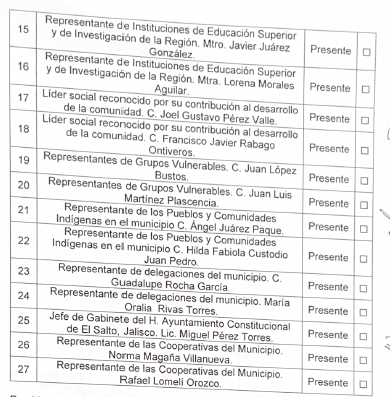 15 Representante de Instituciones de Educación Superior
y de Investigación de la Región. Mtro. Javier Juárez
González. Presente
16 Representante de Instituciones de Educación Superior
y de Investigación de la Región. Mtra. Lorena Morales
Aguilar. Presente
17 Líder social reconocido por su contribución al desarrollo
de la comunidad. C. Joel Gustavo Pérez Valle. Presente
18 Líder social reconocido por su contribución al desarrollo
de la comunidad. C. Francisco Javier Rabago
Ontiveros. Presente
19 Representantes de Grupos Vulnerables. C. Juan López
Bustos. Presente
20 Representantes de Grupos Vulnerables. C. Juan Luis
Martinez Plascencia. Presente
21 Representante de los Pueblos y Comunidades
Indígenas en el municipio C. Ángel Juárez Paque. Presente
22 Representante de los Pueblos y Comunidades
Indígenas en el municipio C. Hilda Fabiola Custodio
Juan Pedro. Presente
23 Representante de delegaciones del municipio. C.
Guadalupe Rocha García. Presente
24 Representante de delegaciones del municipio. María
Oralia Rivas Torres. Presente
25 Jefe de Gabinete del H. Ayuntamiento Constitucional
de El Salto, Jalisco. Lic. Miguel Pérez Torres. Presente
26 Representante de las Cooperativas del Municipio.
Norma Magaña Villanueva. Presente
27 Representante de las Cooperativas del Municipio.
Rafael Lomeli Orozco. Presente